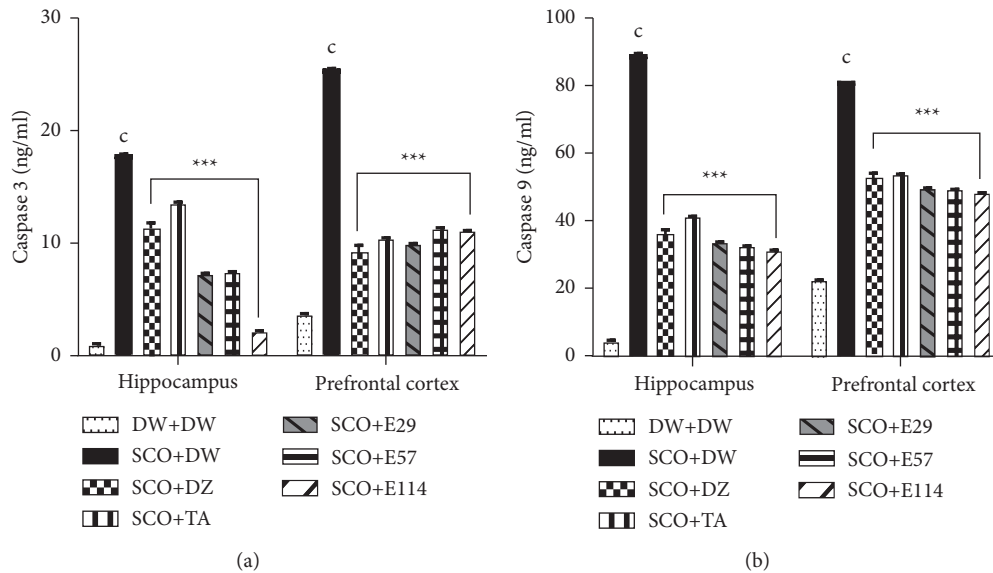 (a)
30
20
10
0
Caspase 3 (ng/ml)
c
***
c
***
Hippocampus
Prefrontal cortex
DW+DW
SCO+DW
SCO+DZ
SCO+TA
SCO+E29
SCO+E57
SCO+E114
(b)
100
80
60
40
20
0
Caspase 9 (ng/ml)
c
***
c
***
Hippocampus
Prefrontal cortex
DW+DW
SCO+DW
SCO+DZ
SCO+TA
SCO+E29
SCO+E57
SCO+E114
(a)
(b)